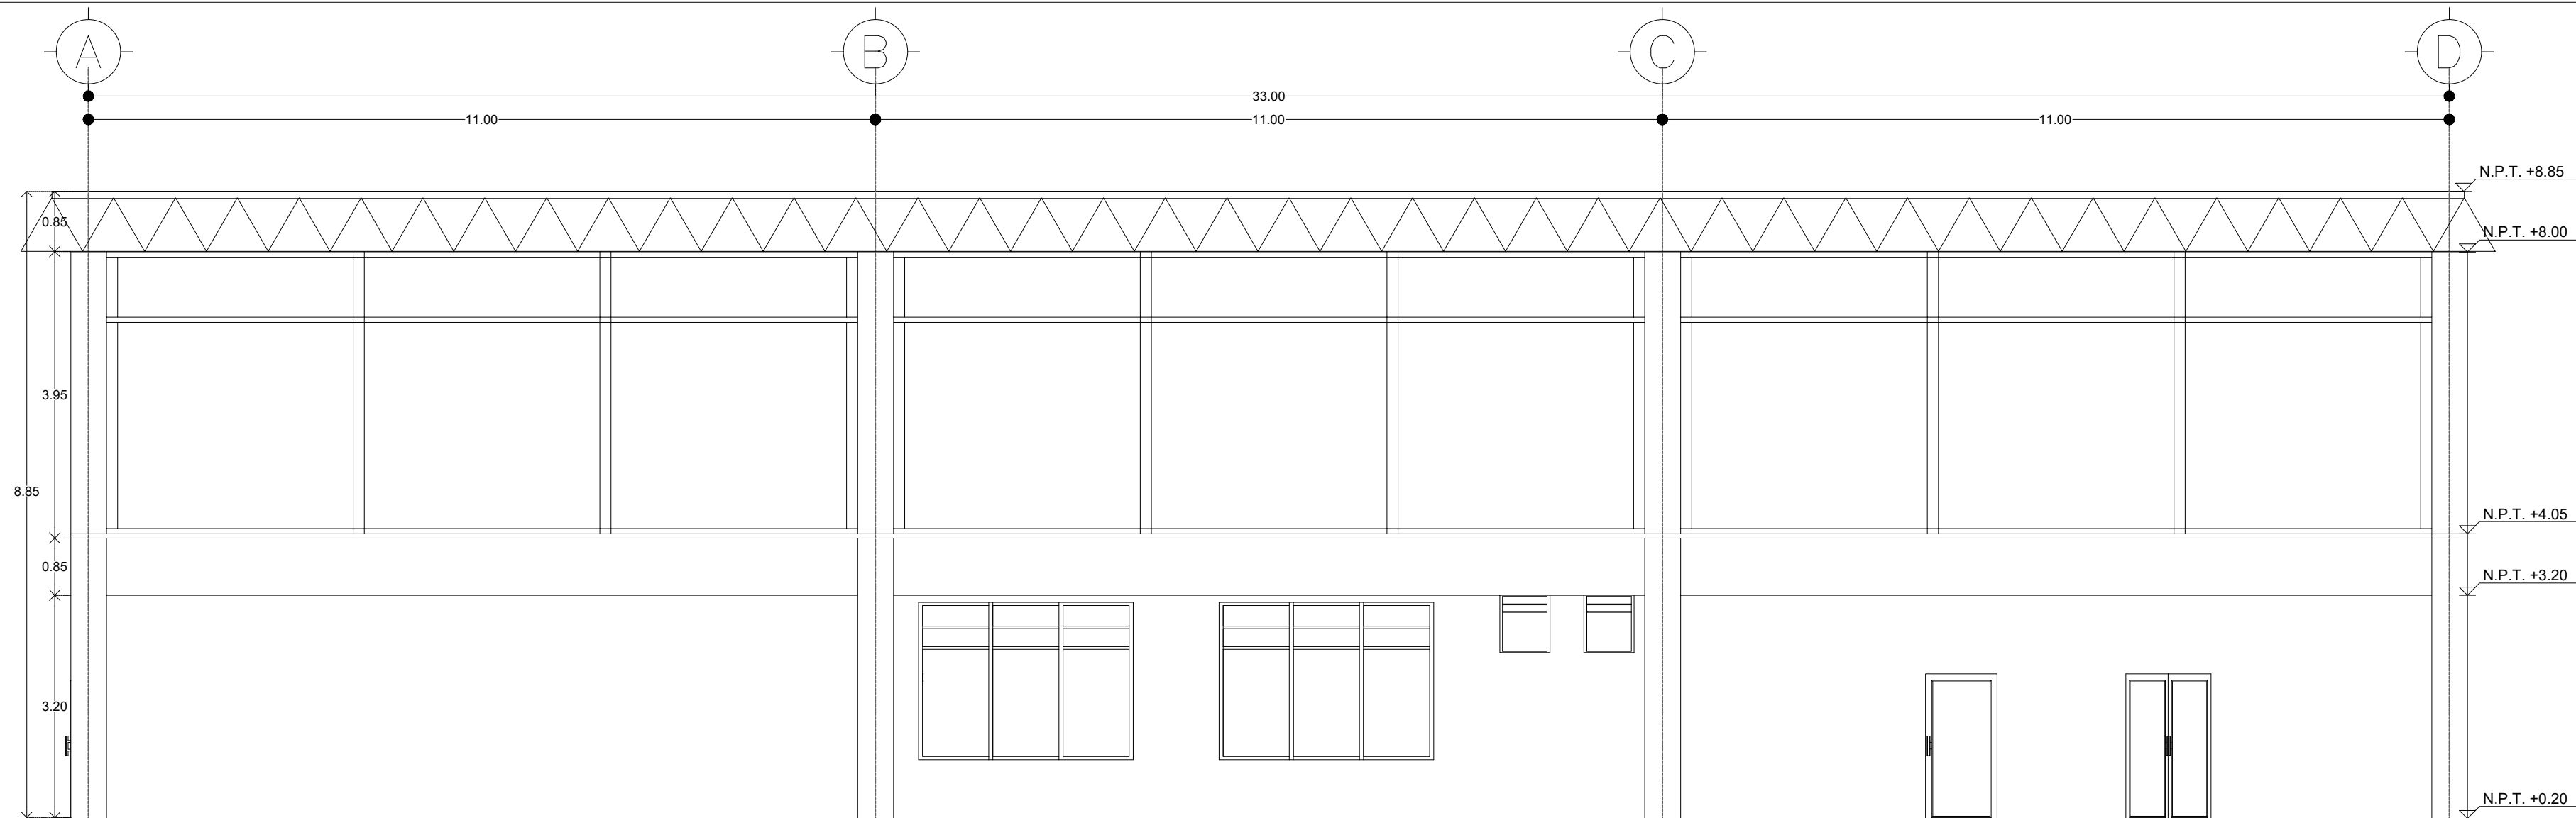 A B C D
33.00
11.00 11.00 11.00
N.P.T. +8.85
0.85
N.P.T. +8.00
3.95
8.85
N.P.T. +4.05
0.85
N.P.T. +3.20
3.20
N.P.T. +0.20